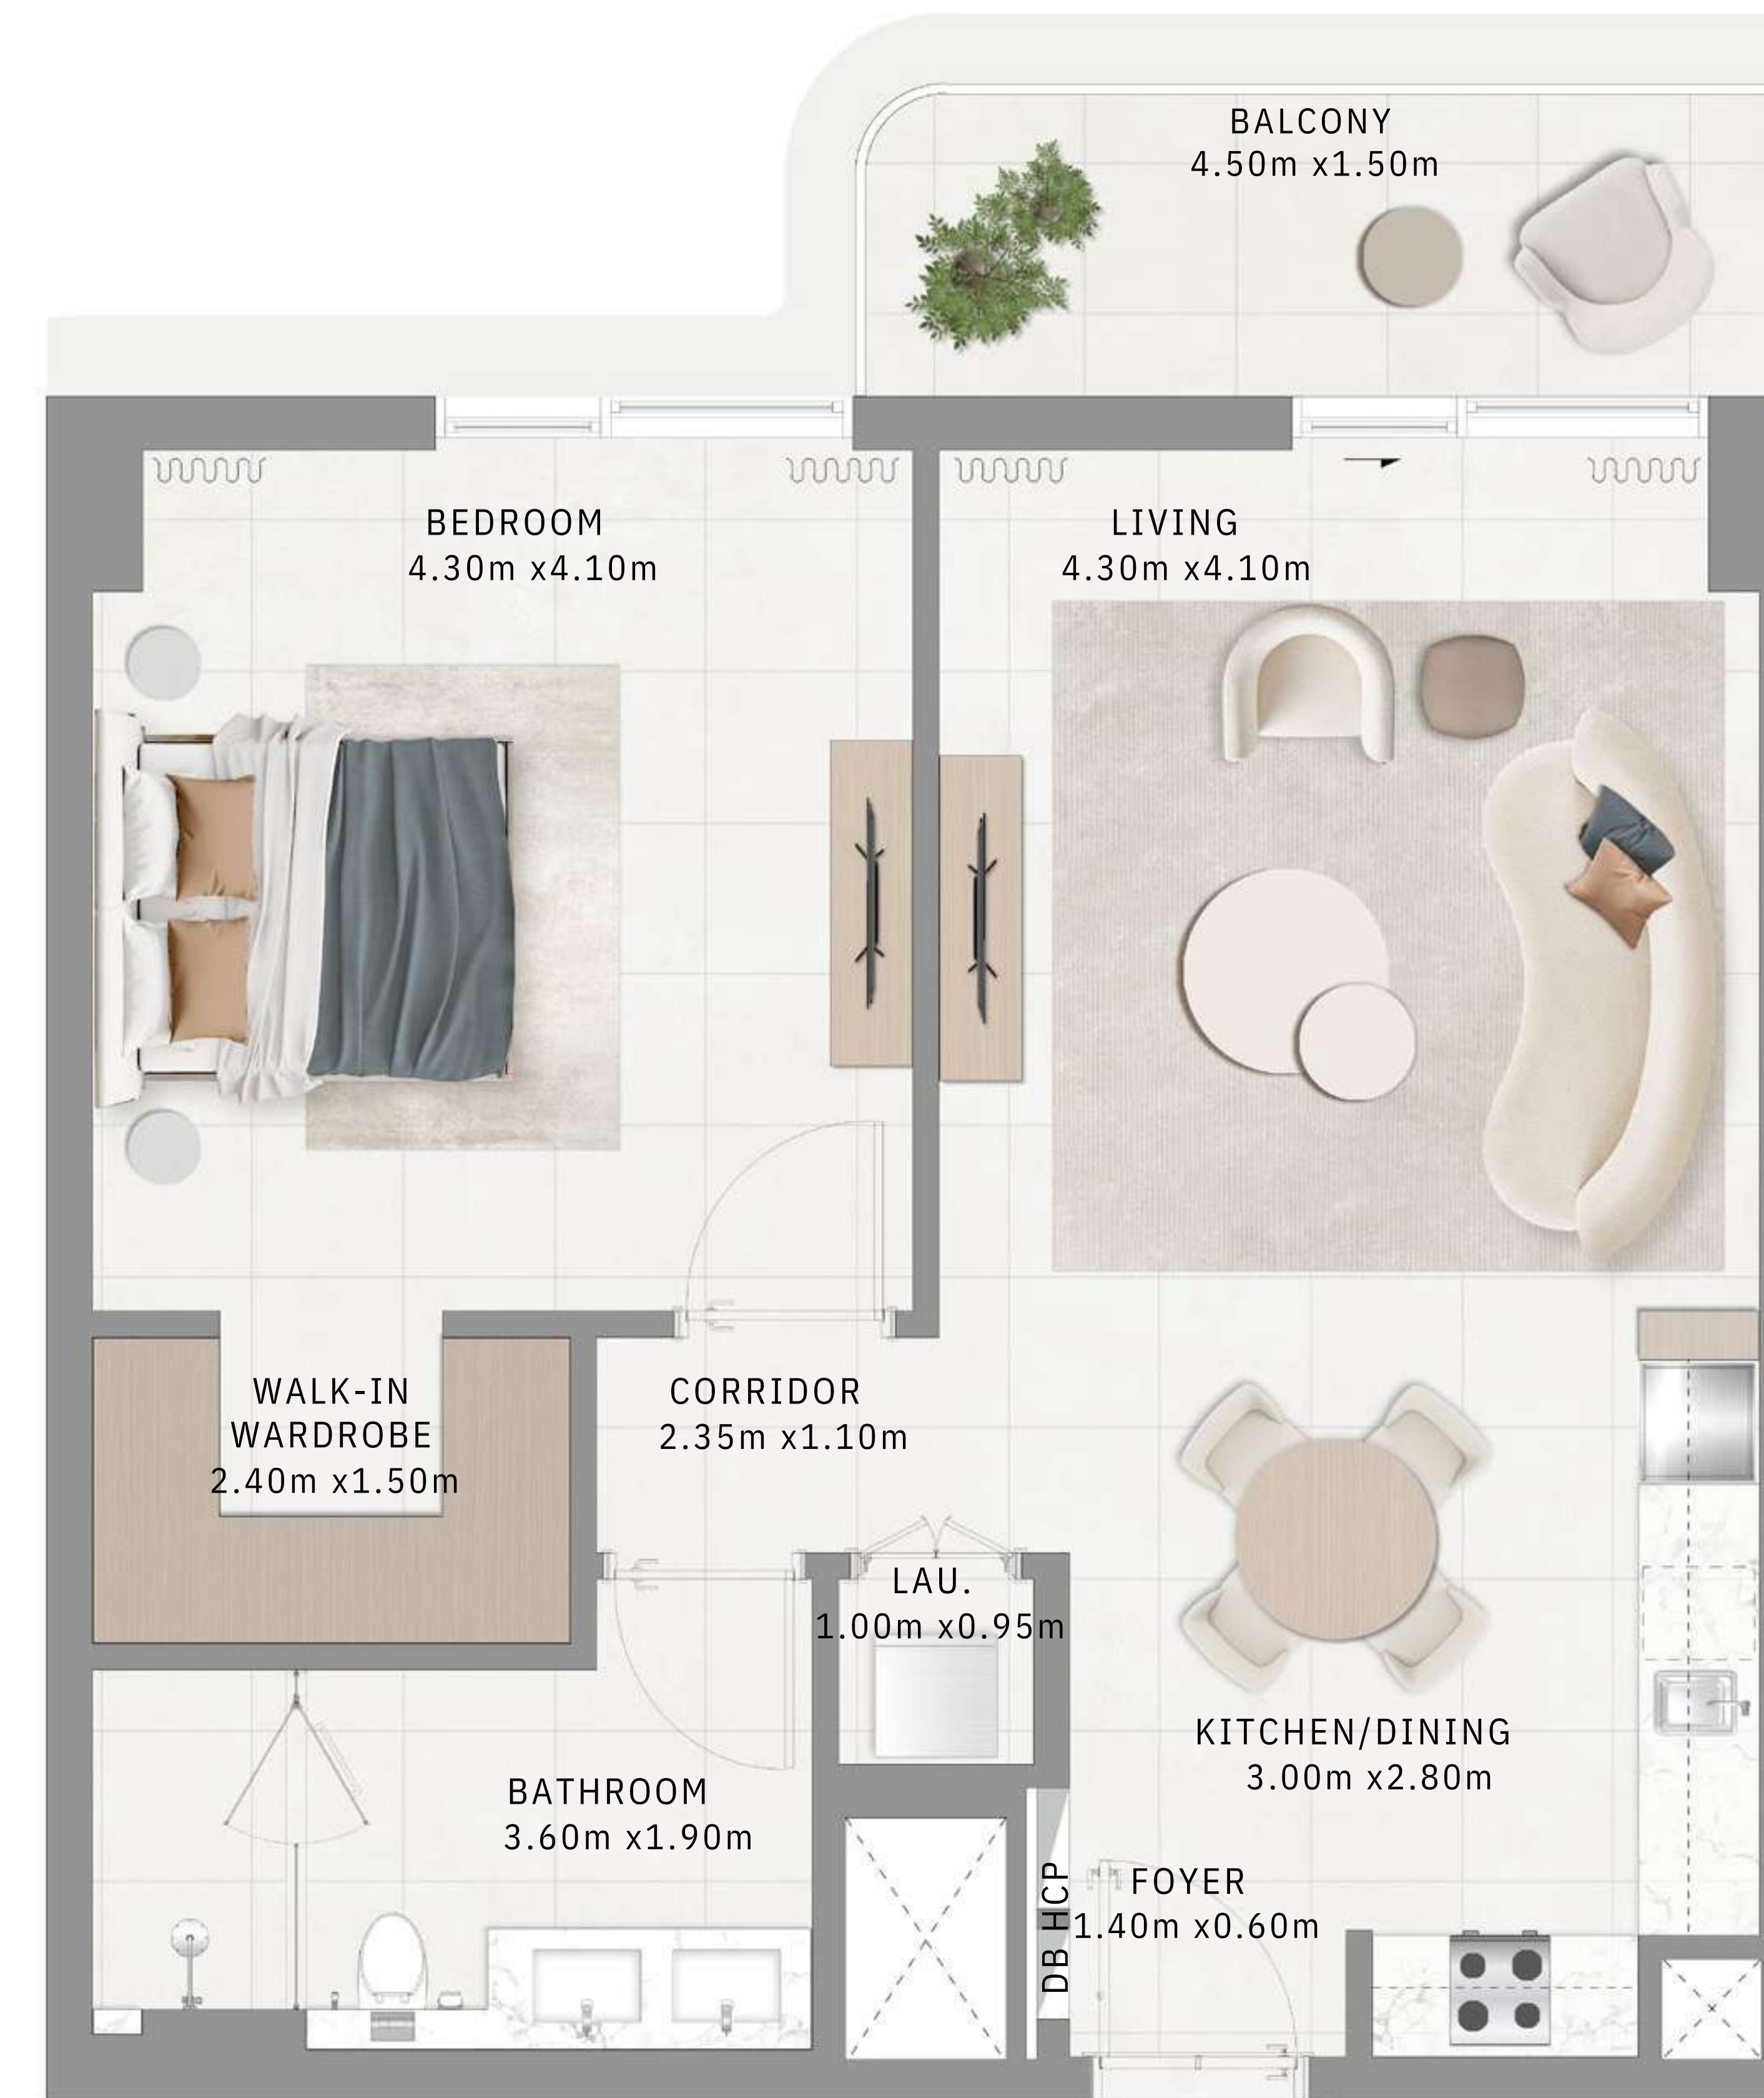 BALCONY
4.50m x1.50m
BEDROOM
4.30m x4.10m
LIVING
4.30m x4.10m
WALK-IN
WARDROBE
2.40m x1.50m
CORRIDOR
2.35m x1.10m
LAU.
1.00m x0.95m
KITCHEN/DINING
3.00m x2.80m
BATHROOM
3.60m x1.90m
FOYER
1.40m x0.60m
DB HCP